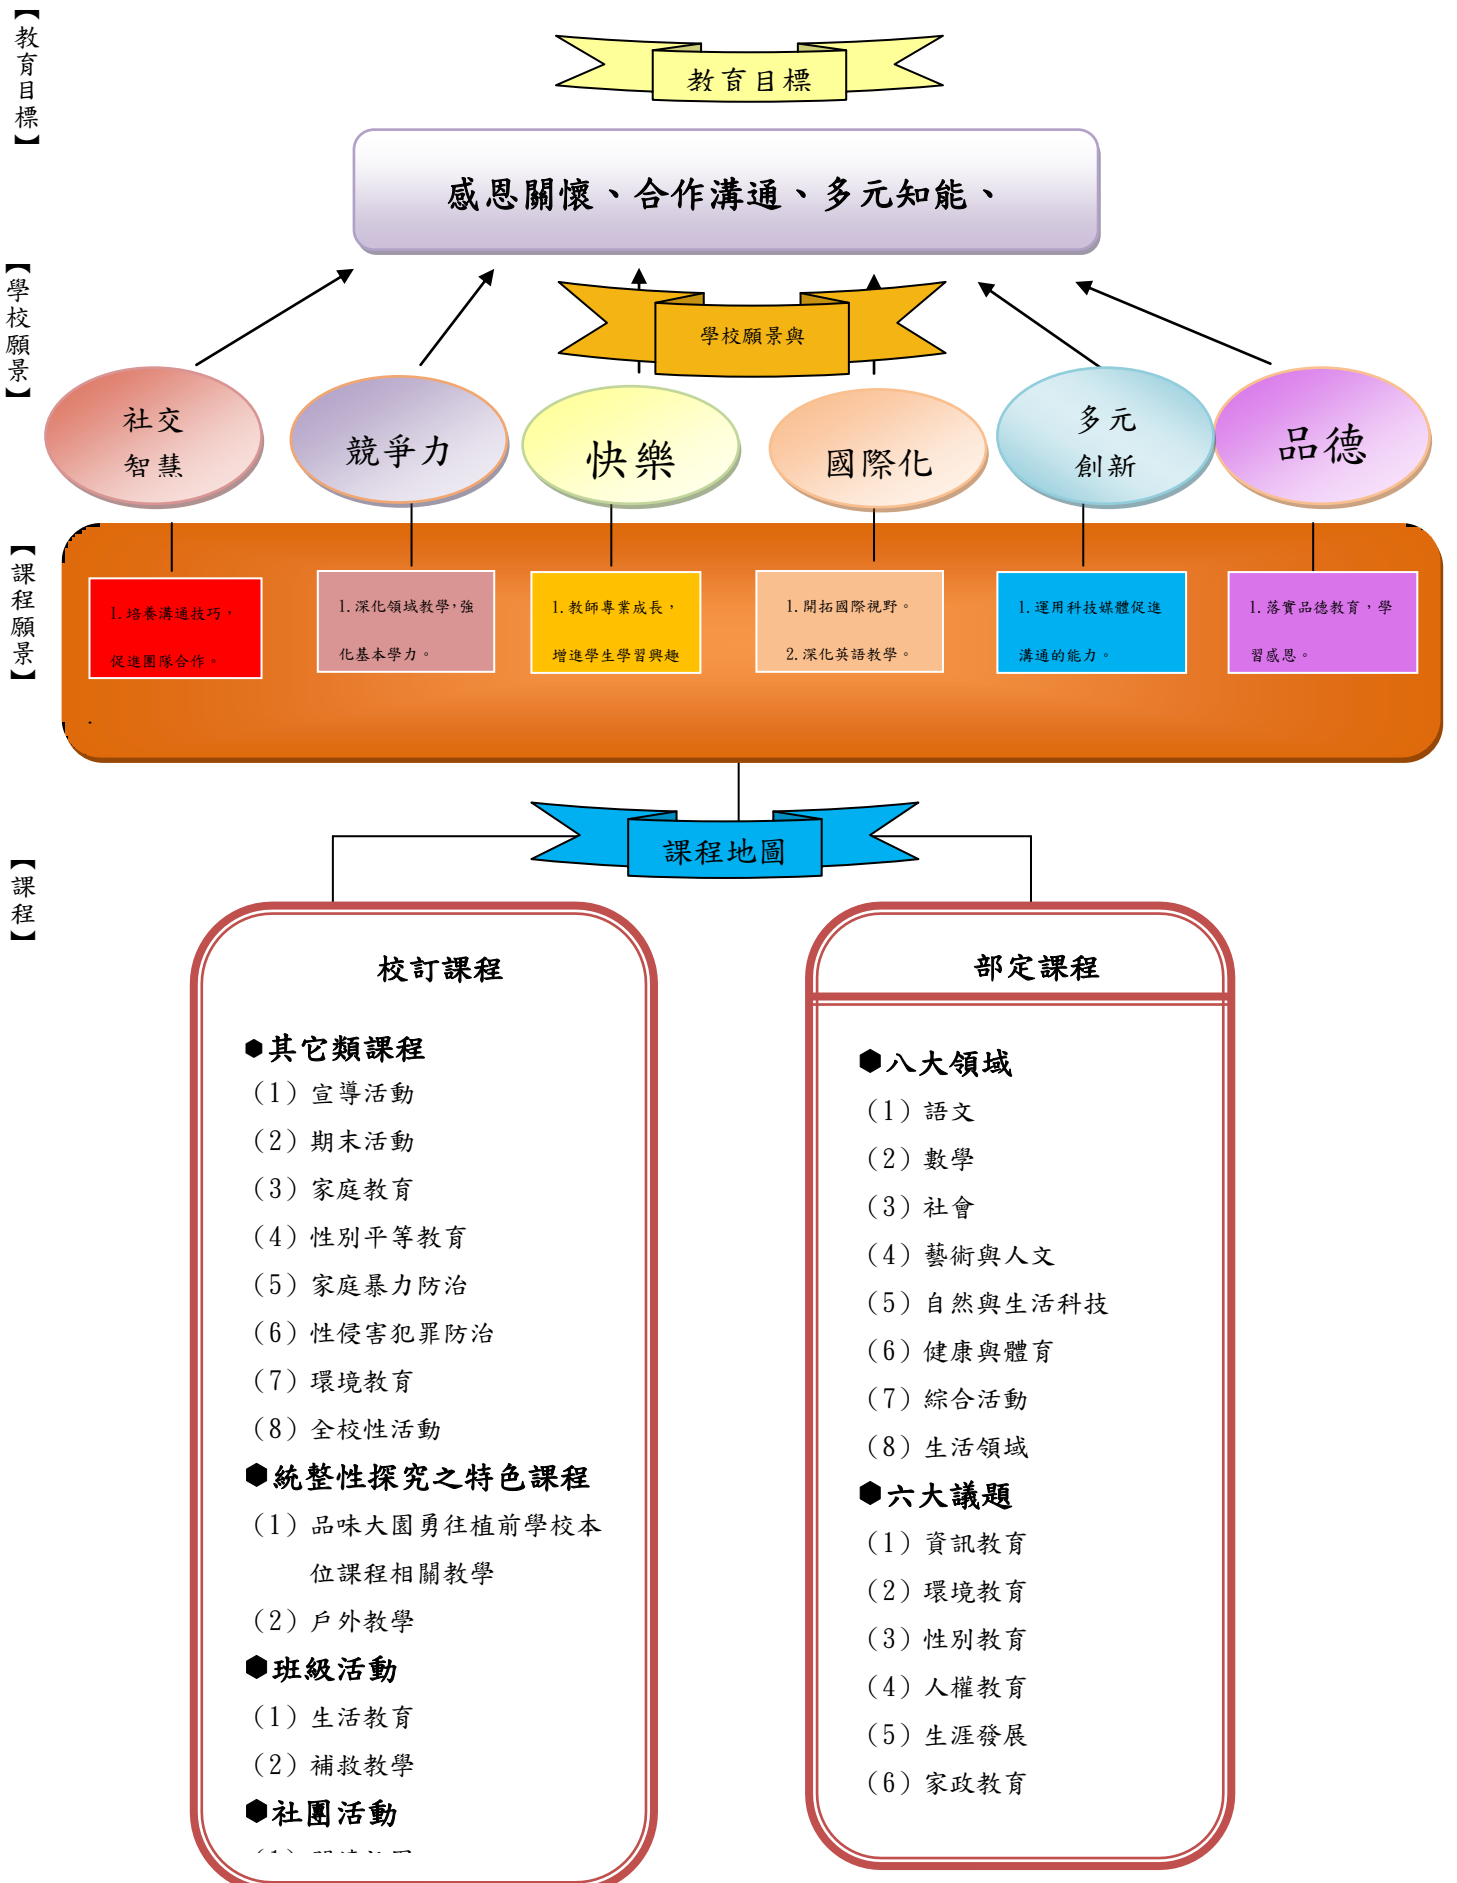 【教育目標】
教育目標
感恩關懷、合作溝通、多元知能、
【學校願景】
學校願景與
社交
智慧
競爭力
快樂
國際化
多元
創新
品德
【課程願景】
1.培養溝通技巧，
促進團隊合作。
1.深化領域教學，強
化基本學力。
1.教師專業成長，
增進學生學習興趣
1.開拓國際視野。
2.深化英語教學。
1.運用科技媒體促進
溝通的能力。
1.落實品德教育，學
習感恩。
.
【課程】
課程地圖
校訂課程
●其它類課程
（1）宣導活動
（2）期末活動
（3）家庭教育
（4）性別平等教育
（5）家庭暴力防治
（6）性侵害犯罪防治
（7）環境教育
（8）全校性活動
●統整性探究之特色課程
（1）品味大園勇往植前學校本
位課程相關教學
（2）戶外教學
●班級活動
（1）生活教育
（2）補救教學
●社團活動
部定課程
●八大領域
（1）語文
（2）數學
（3）社會
（4）藝術與人文
（5）自然與生活科技
（6）健康與體育
（7）綜合活動
（8）生活領域
●六大議題
（1）資訊教育
（2）環境教育
（3）性別教育
（4）人權教育
（5）生涯發展
（6）家政教育